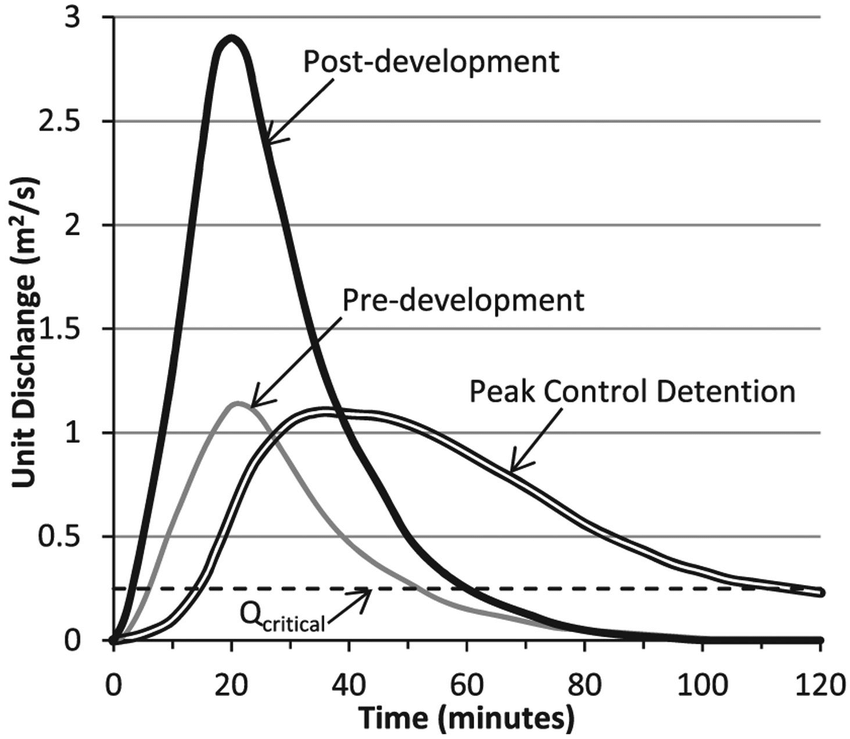 3
Post-development
2.5
2
Unit Dischange (m²/s)
Pre-development
1.5
Peak Control Detention
1
0.5
Qcritical
0
0 20 40 60 80 100 120
Time (minutes)